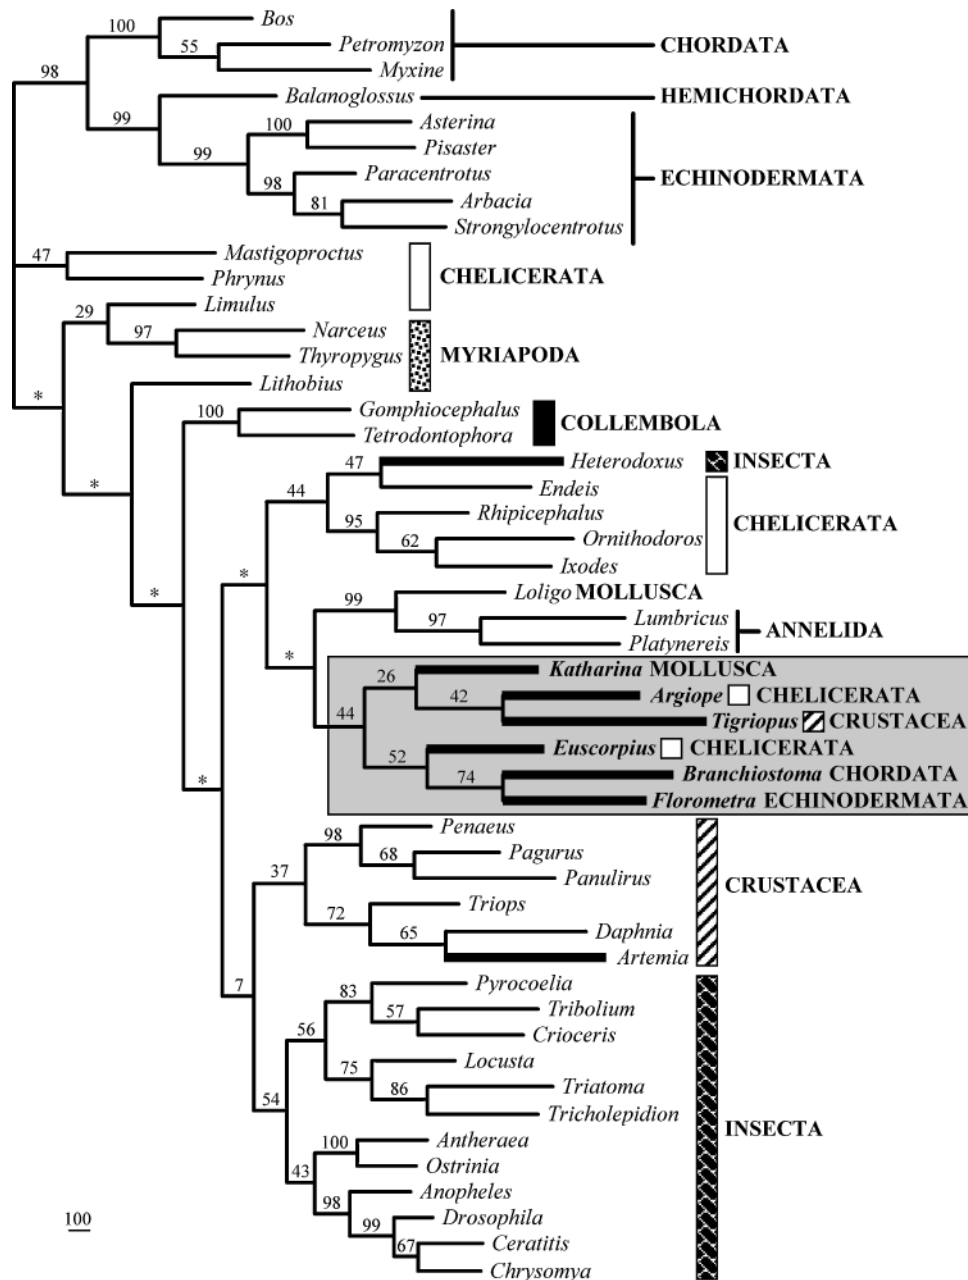 Bos
100
Petromyzon
CHORDATA
55
98
Myxine
Balanoglossus
HEMICHORDATA
99
Asterina
100
Pisaster
99
Paracentrotus
ECHINODERMATA
98
Arbacia
81
Strongylocentrotus
47
Mastigoproctus
CHELICERATA
Phrynus
Limulus
29
Narceus
97
Thyropygus
MYRIAPODA
Lithobius
*
Gomphiocephalus
100
COLLEMBOLA
Tetrodontophora
Heterodoxus
INSECTA
47
*
Endeis
44
Rhipicephalus
CHELICERATA
95
Ornithodoros
62
Ixodes
*
*
Loligo MOLLUSCA
99
Lumbricus
97
ANNELIDA
Platynereis
*
Katharina MOLLUSCA
26
Argiope CHELICERATA
42
Tigriopus CRUSTACEA
44
Euscorpius CHELICERATA
52
Branchiostoma CHORDATA
74
*
Florometra ECHINODERMATA
Penaeus
98
Pagurus
68
37
Panulirus
CRUSTACEA
Triops
72
Daphnia
65
Artemia
7
Pyrocoelia
83
Tribolium
57
56
Crioceris
Locusta
75
Triatoma
86
54
Tricholepidion
INSECTA
Antheraea
100
Ostrinia
43
Anopheles
98
Drosophila
100
99
Ceratitis
67
Chrysomya